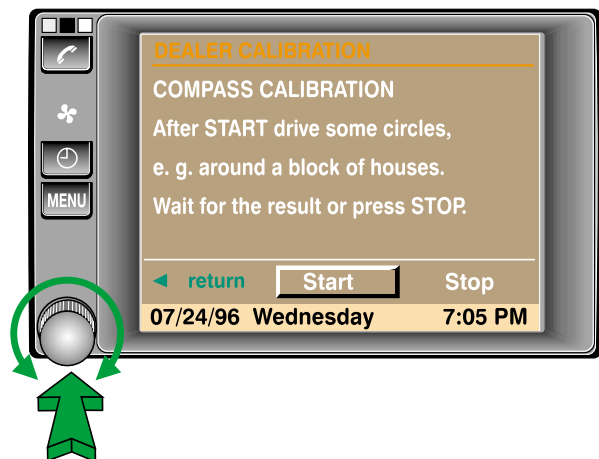 DEALER CALIBRATION
COMPASS CALIBRATION
After START drive some circles,
e. g. around a block of houses.
Wait for the result or press STOP.
MENU
◄ return Start Stop
07/24/96 Wednesday 7:05 PM